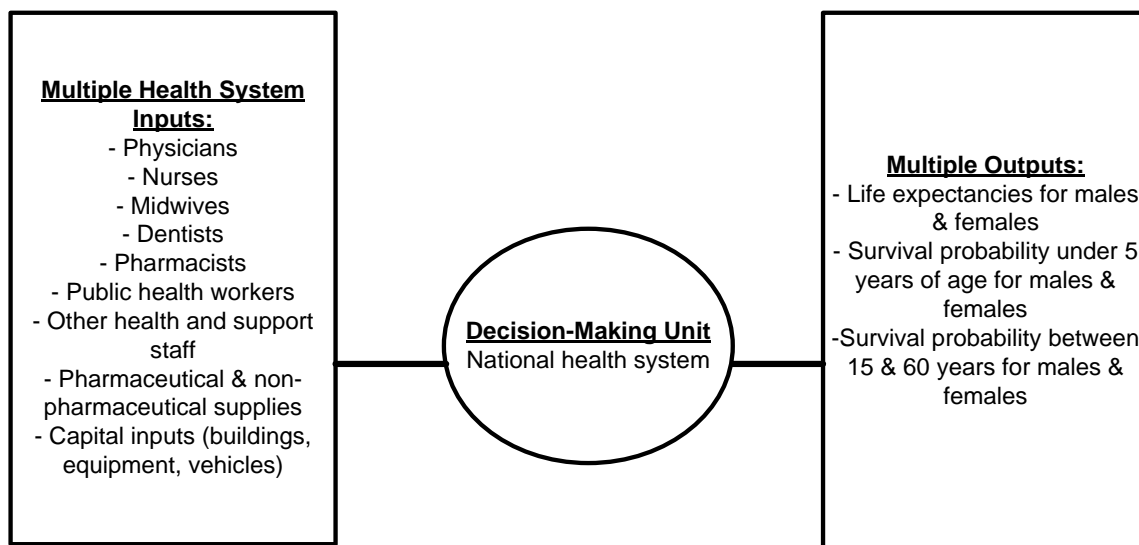 Multiple Health System
Inputs:
- Physicians
- Nurses
- Midwives
- Dentists
- Pharmacists
- Public health workers
- Other health and support
staff
- Pharmaceutical & non-
pharmaceutical supplies
- Capital inputs (buildings,
equipment, vehicles)
Decision-Making Unit
National health system
Multiple Outputs:
- Life expectancies for males
& females
- Survival probability under 5
years of age for males &
females
-Survival probability between
15 & 60 years for males &
females